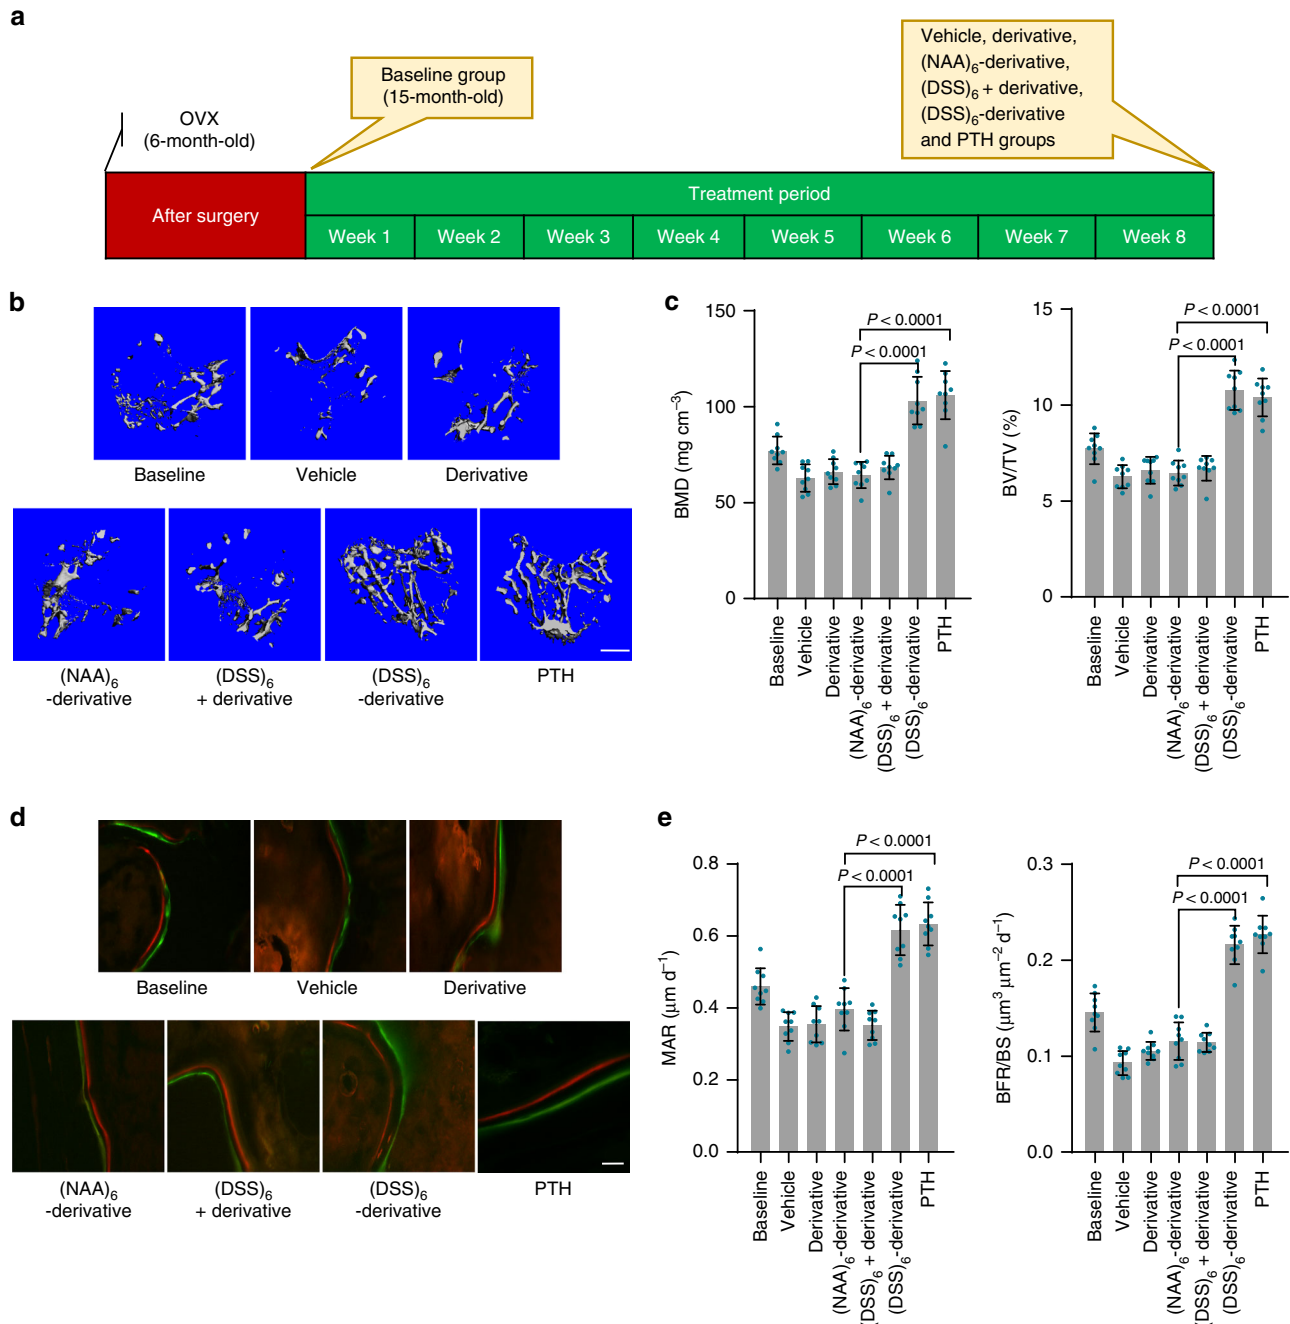 a
OVX
(6-month-old)
Baseline group
(15-month-old)
Vehicle, derivative,
(NAA)₆-derivative,
(DSS)₆ + derivative,
(DSS)₆-derivative
and PTH groups
After surgery
Treatment period
Week 1 Week 2 Week 3 Week 4 Week 5 Week 6 Week 7 Week 8
b
Baseline Vehicle Derivative
(NAA)₆
-derivative
(DSS)₆
+ derivative
(DSS)₆
-derivative
PTH
c
BMD (mg cm⁻³)
150
100
50
0
P < 0.0001
P < 0.0001
Baseline
Vehicle
Derivative
(NAA)₆-derivative
(DSS)₆ + derivative
(DSS)₆-derivative
PTH
BV/TV (%)
15
10
5
0
P < 0.0001
P < 0.0001
Baseline
Vehicle
Derivative
(NAA)₆-derivative
(DSS)₆ + derivative
(DSS)₆-derivative
PTH
d
Baseline Vehicle Derivative
(NAA)₆
-derivative
(DSS)₆
+ derivative
(DSS)₆
-derivative
PTH
e
MAR (μm d⁻¹)
0.8
0.6
0.4
0.2
0.0
P < 0.0001
P < 0.0001
Baseline
Vehicle
Derivative
(NAA)₆-derivative
(DSS)₆ + derivative
(DSS)₆-derivative
PTH
BFR/BS (μm³ μm⁻² d⁻¹)
0.3
0.2
0.1
0.0
P < 0.0001
P < 0.0001
Baseline
Vehicle
Derivative
(NAA)₆-derivative
(DSS)₆ + derivative
(DSS)₆-derivative
PTH